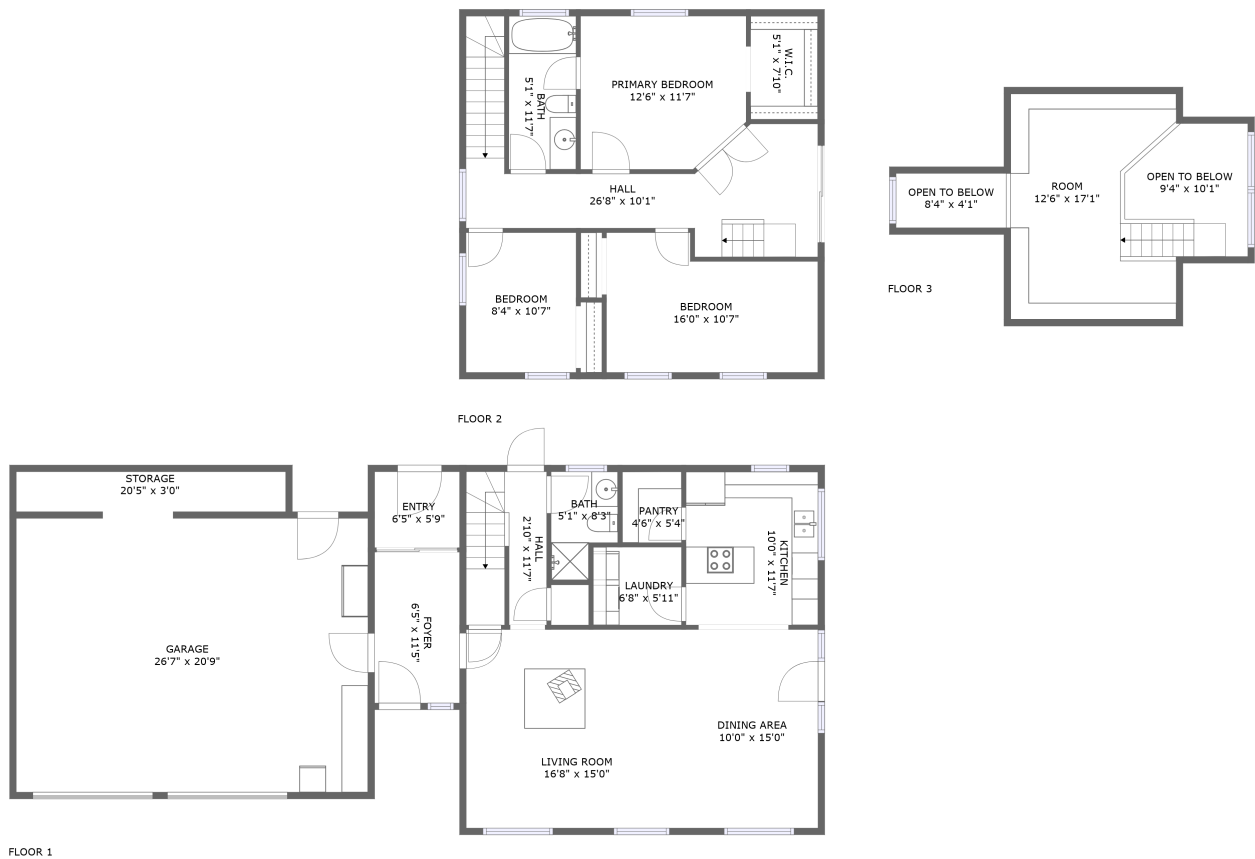 BATH
5'1" x 11'7"
PRIMARY BEDROOM
12'6" x 11'7"
W.I.C.
5'1" x 7'10"
HALL
26'8" x 10'1"
BEDROOM
8'4" x 10'7"
BEDROOM
16'0" x 10'7"
FLOOR 2
OPEN TO BELOW
8'4" x 4'1"
ROOM
12'6" x 17'1"
OPEN TO BELOW
9'4" x 10'1"
FLOOR 3
STORAGE
20'5" x 3'0"
GARAGE
26'7" x 20'9"
ENTRY
6'5" x 5'9"
FOYER
6'5" x 11'5"
HALL
2'10" x 11'7"
BATH
5'1" x 8'3"
PANTRY
4'6" x 5'4"
LAUNDRY
6'8" x 5'11"
KITCHEN
10'0" x 11'7"
LIVING ROOM
16'8" x 15'0"
DINING AREA
10'0" x 15'0"
FLOOR 1